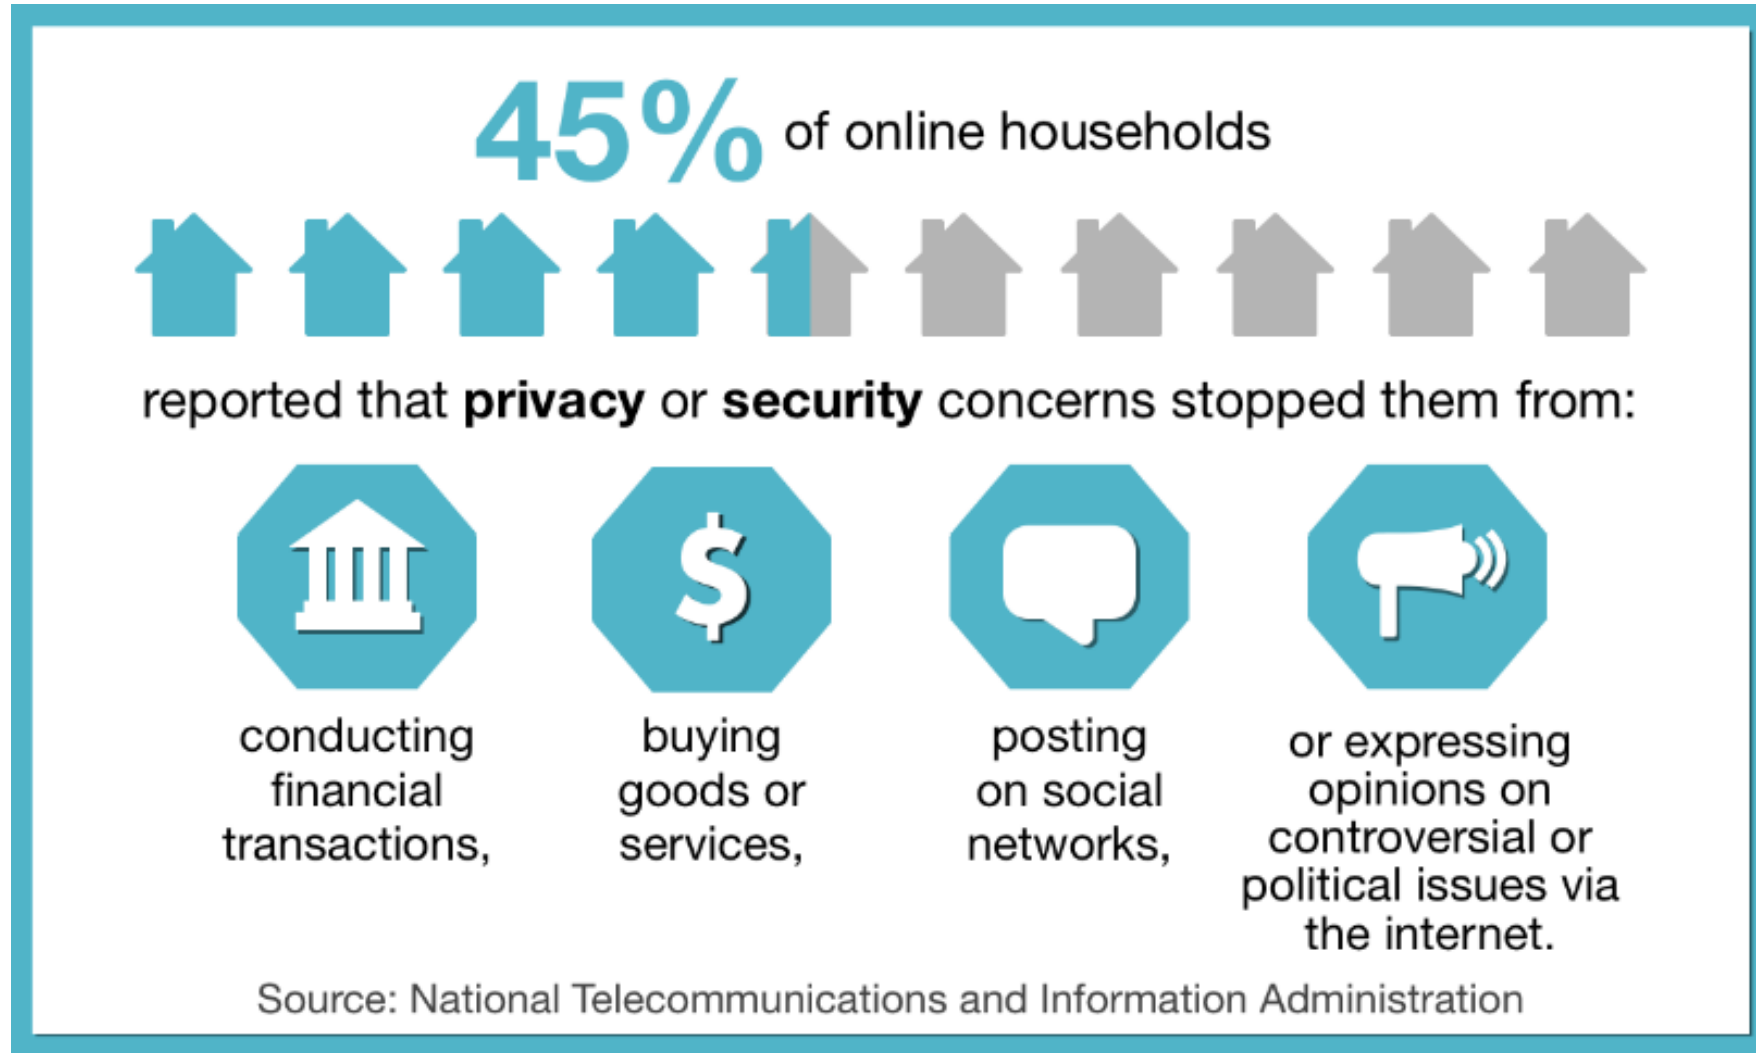 45% of online households
reported that privacy or security concerns stopped them from:
conducting
financial
transactions,
buying
goods or
services,
posting
on social
networks,
or expressing
opinions on
controversial or
political issues via
the internet.
Source: National Telecommunications and Information Administration